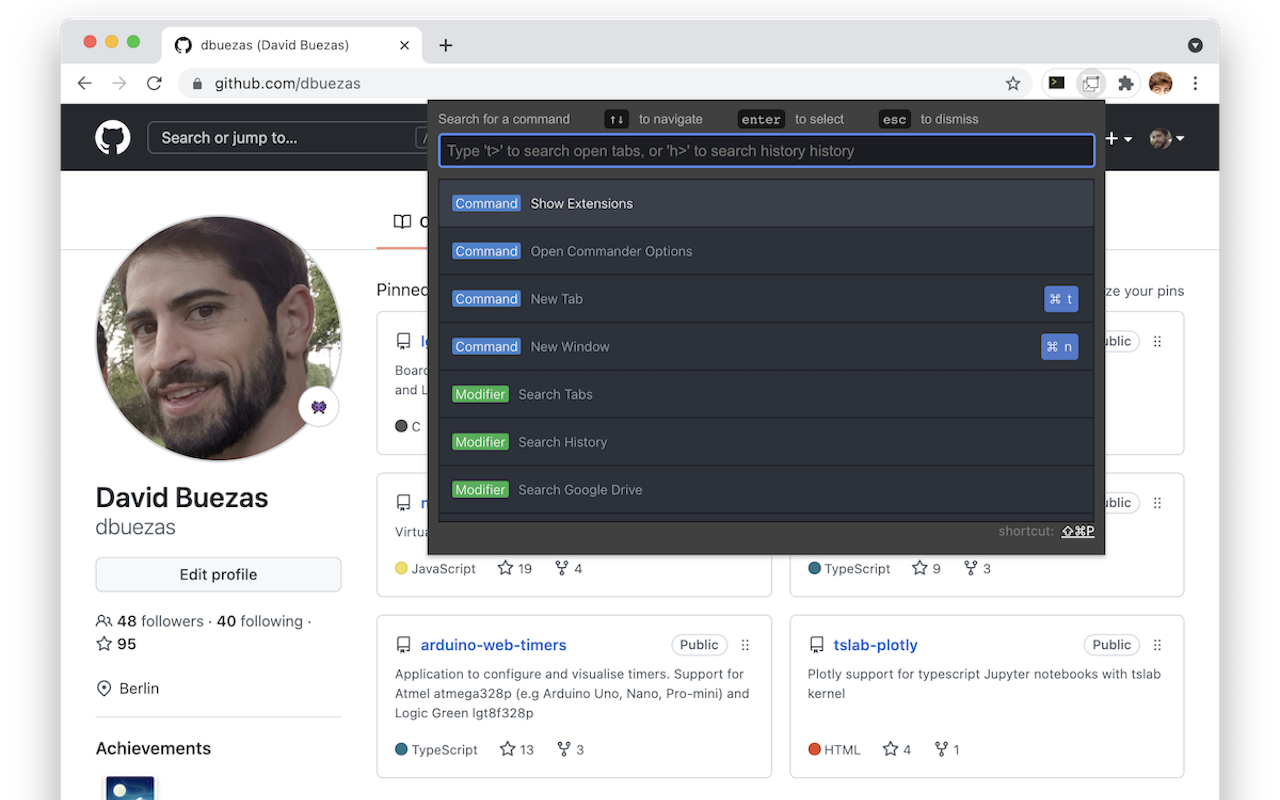 dbuezas (David Buezas)
github.com/dbuezas
Search or jump to...
/
Search for a command ↑↓ to navigate enter to select esc to dismiss
Type 't>' to search open tabs, or 'h>' to search history history
Command Show Extensions
Command Open Commander Options
Command New Tab ⌘ t
Command New Window ⌘ n
Modifier Search Tabs
Modifier Search History
Modifier Search Google Drive
shortcut: ⇧⌘P
Pinned
ze your pins
and L
C
Virtua
JavaScript 19 4
TypeScript 9 3
David Buezas
dbuezas
Edit profile
48 followers · 40 following ·
95
Berlin
Achievements
arduino-web-timers Public
Application to configure and visualise timers. Support for
Atmel atmega328p (e.g Arduino Uno, Nano, Pro-mini) and
Logic Green lgt8f328p
TypeScript 13 3
tslab-plotly Public
Plotly support for typescript Jupyter notebooks with tslab
kernel
HTML 4 1